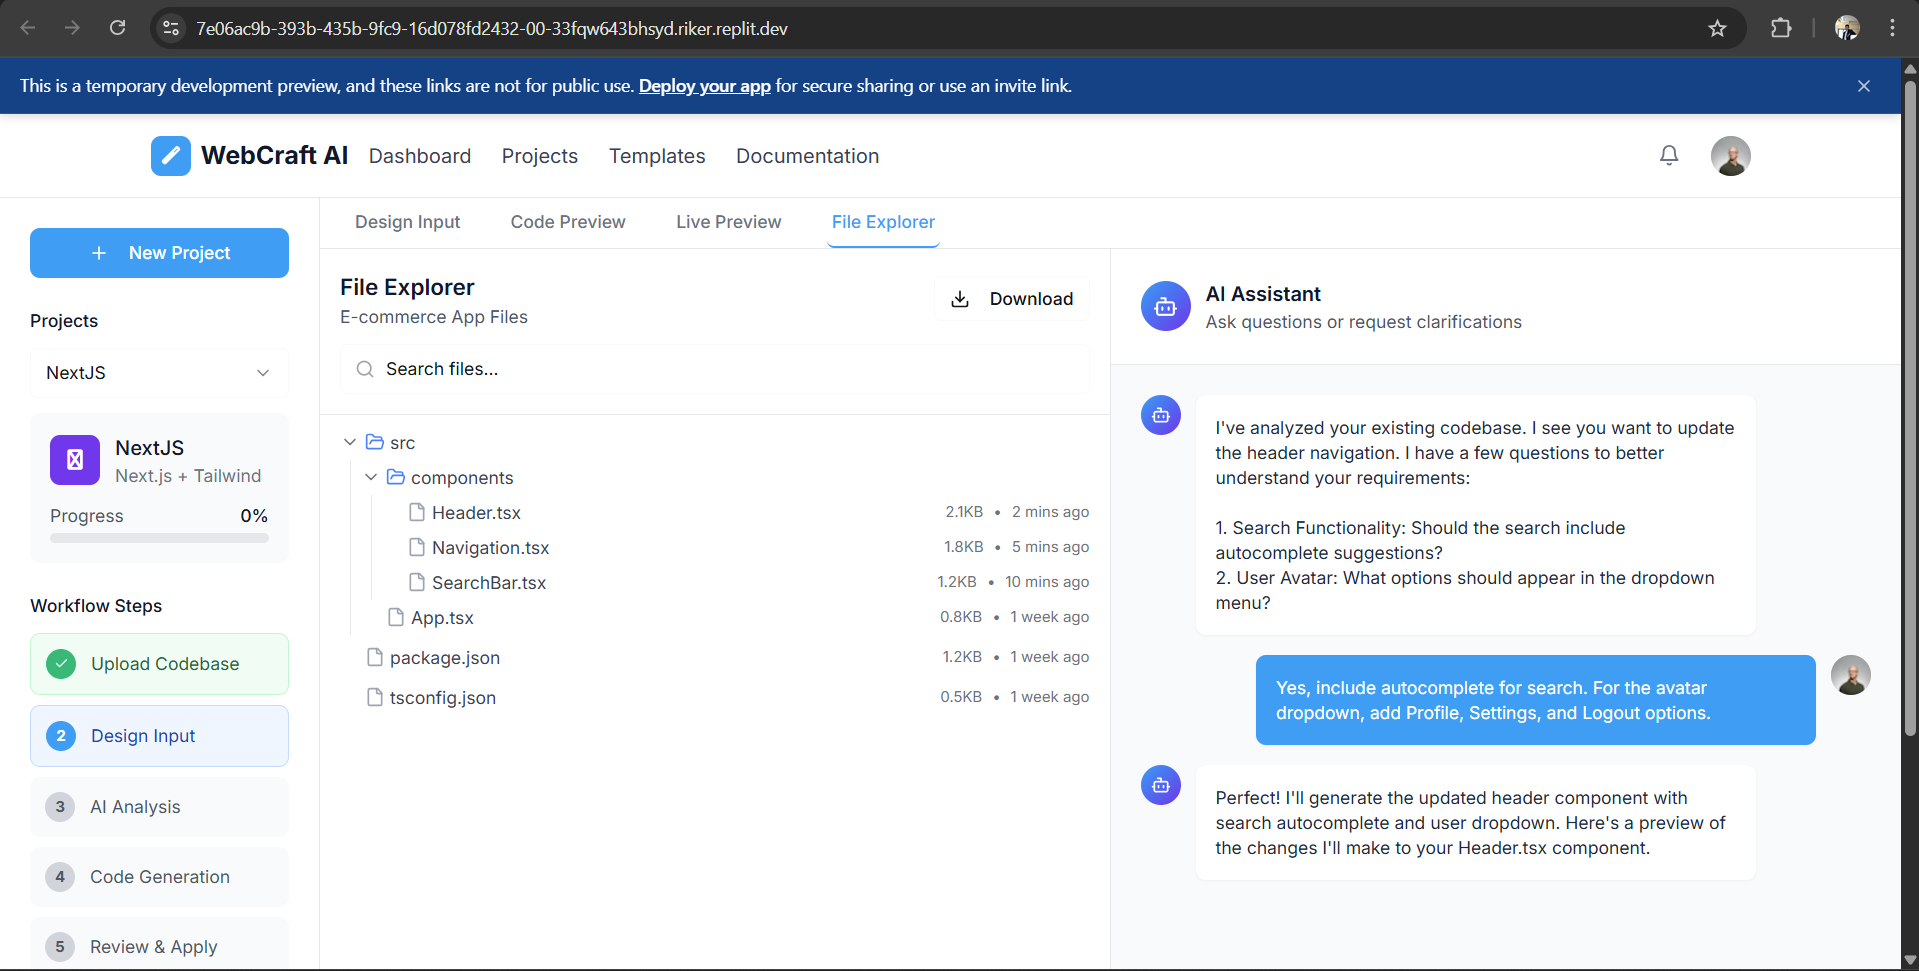 7e06ac9b-393b-435b-9fc9-16d078fd2432-00-33fqw643bhsyd.riker.replit.dev
This is a temporary development preview, and these links are not for public use. Deploy your app for secure sharing or use an invite link.
WebCraft AI
Dashboard
Projects
Templates
Documentation
New Project
Projects
NextJS
NextJS
Next.js + Tailwind
Progress 0%
Workflow Steps
Upload Codebase
2 Design Input
3 AI Analysis
4 Code Generation
5 Review & Apply
Design Input
Code Preview
Live Preview
File Explorer
File Explorer
E-commerce App Files
Download
Search files...
src
components
Header.tsx 2.1KB • 2 mins ago
Navigation.tsx 1.8KB • 5 mins ago
SearchBar.tsx 1.2KB • 10 mins ago
App.tsx 0.8KB • 1 week ago
package.json 1.2KB • 1 week ago
tsconfig.json 0.5KB • 1 week ago
AI Assistant
Ask questions or request clarifications
I've analyzed your existing codebase. I see you want to update
the header navigation. I have a few questions to better
understand your requirements:
1. Search Functionality: Should the search include
autocomplete suggestions?
2. User Avatar: What options should appear in the dropdown
menu?
Yes, include autocomplete for search. For the avatar
dropdown, add Profile, Settings, and Logout options.
Perfect! I'll generate the updated header component with
search autocomplete and user dropdown. Here's a preview of
the changes I'll make to your Header.tsx component.